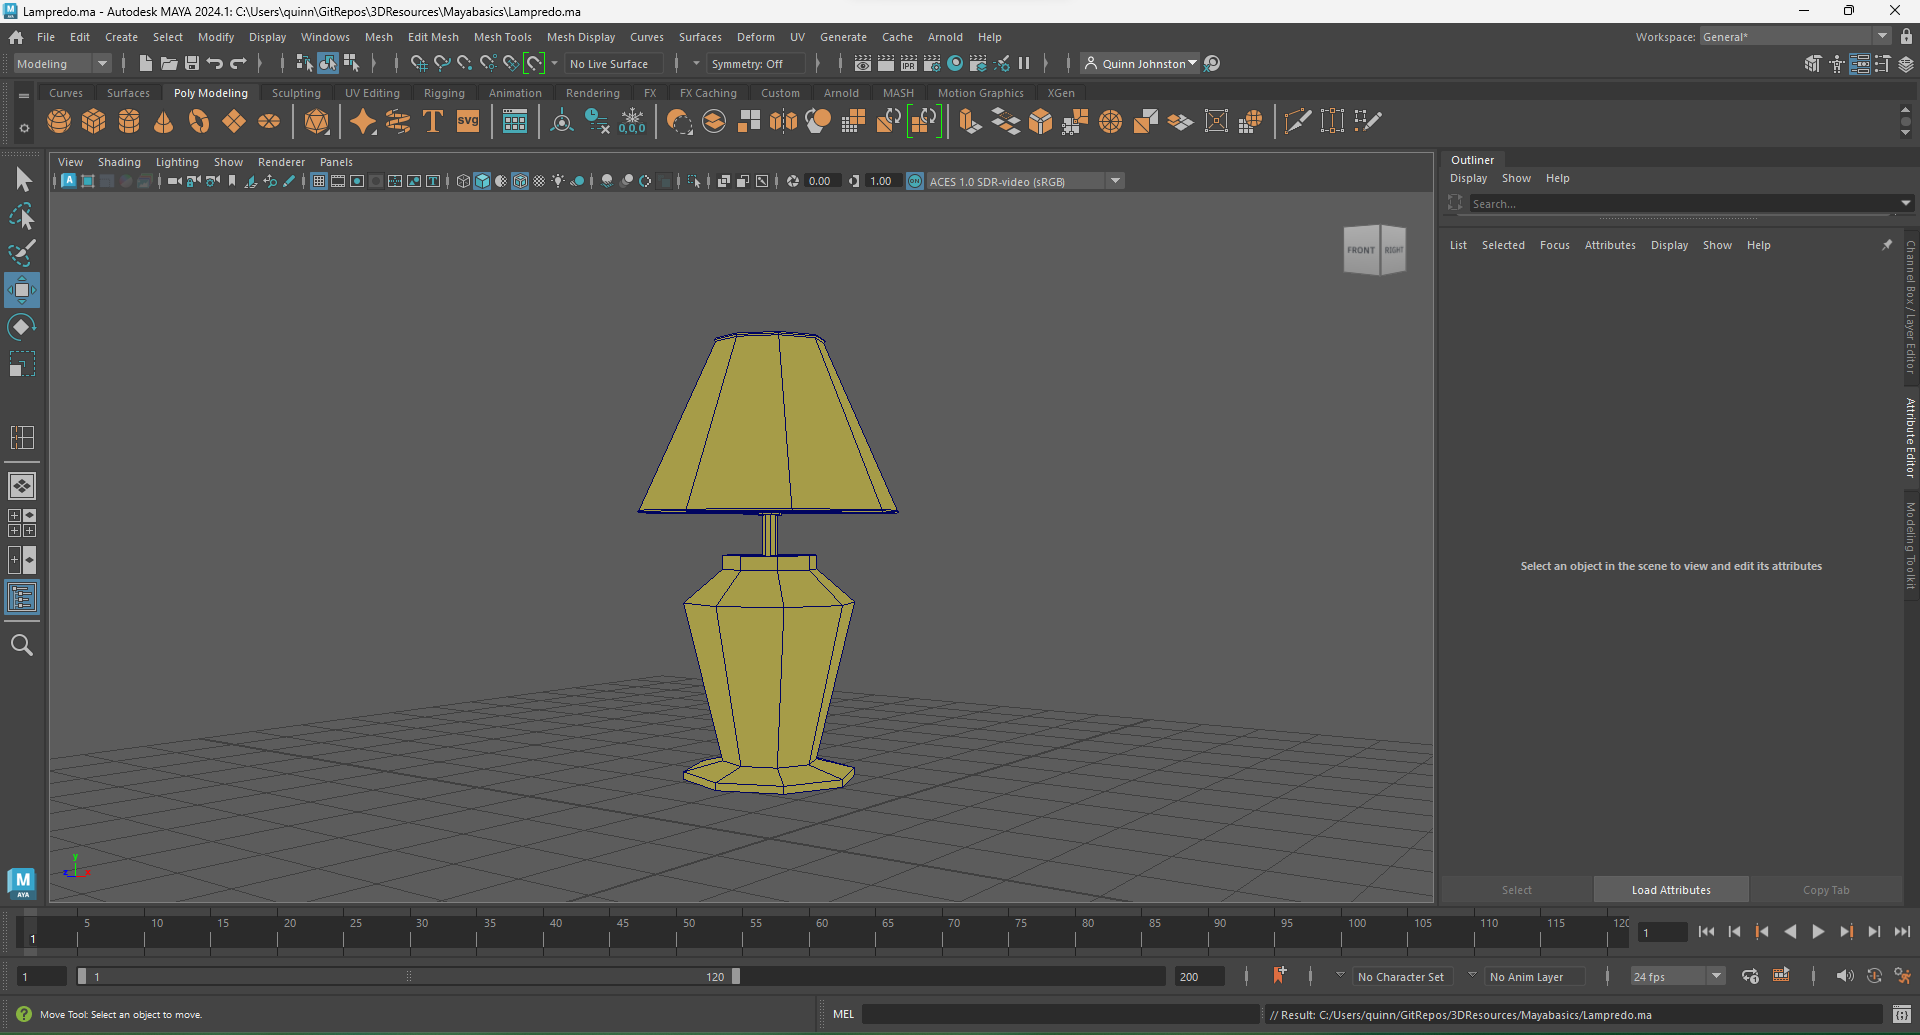 Lampredo.ma - Autodesk MAYA 2024.1: C:\Users\quinn\GitRepos\3DResources\Mayabasics\Lampredo.ma
File Edit Create Select Modify Display Windows Mesh Edit Mesh Mesh Tools Mesh Display Curves Surfaces Deform UV Generate Cache Arnold Help
Workspace: General*
Modeling No Live Surface Symmetry: Off IPR Quinn Johnston
Curves Surfaces Poly Modeling Sculpting UV Editing Rigging Animation Rendering FX FX Caching Custom Arnold MASH Motion Graphics XGen
T svg 0,0,0
View Shading Lighting Show Renderer Panels
A T 0.00 1.00 ON ACES 1.0 SDR-video (sRGB)
Outliner
Display Show Help
Search...
List Selected Focus Attributes Display Show Help
FRONT RIGHT
Channel Box / Layer Editor
Attribute Editor
Modeling Toolkit
Select an object in the scene to view and edit its attributes
y
z x
M
AYA
Select Load Attributes Copy Tab
5 10 15 20 25 30 35 40 45 50 55 60 65 70 75 80 85 90 95 100 105 110 115 120
1 1
1 1 120 200 No Character Set No Anim Layer 24 fps
Move Tool: Select an object to move.
MEL
// Result: C:/Users/quinn/GitRepos/3DResources/Mayabasics/Lampredo.ma